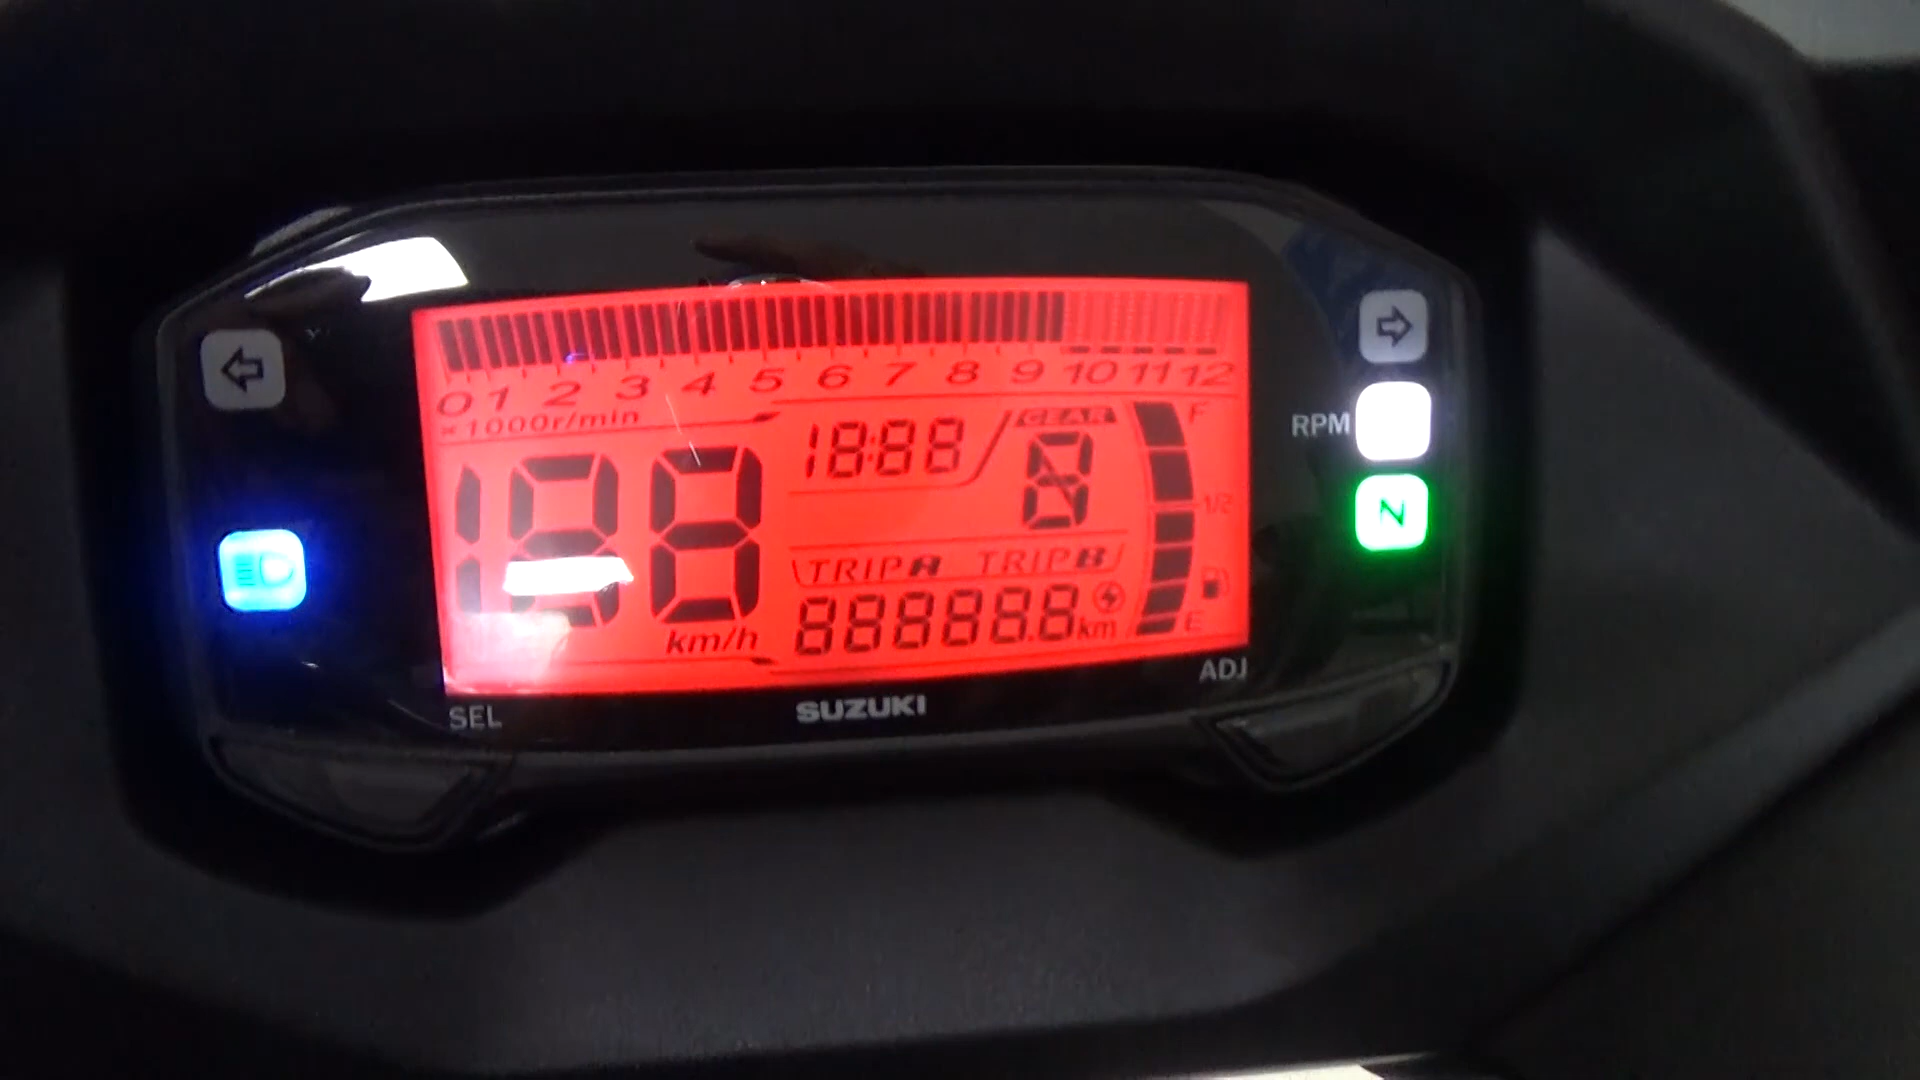 0 1 2 3 4 5 6 7 8 9 10 11 12
×1000r/min
GEAR
18:88
8
F
1/2
E
RPM
N
188
km/h
TRIP A TRIP B
88888.8 km
SEL
SUZUKI
ADJ